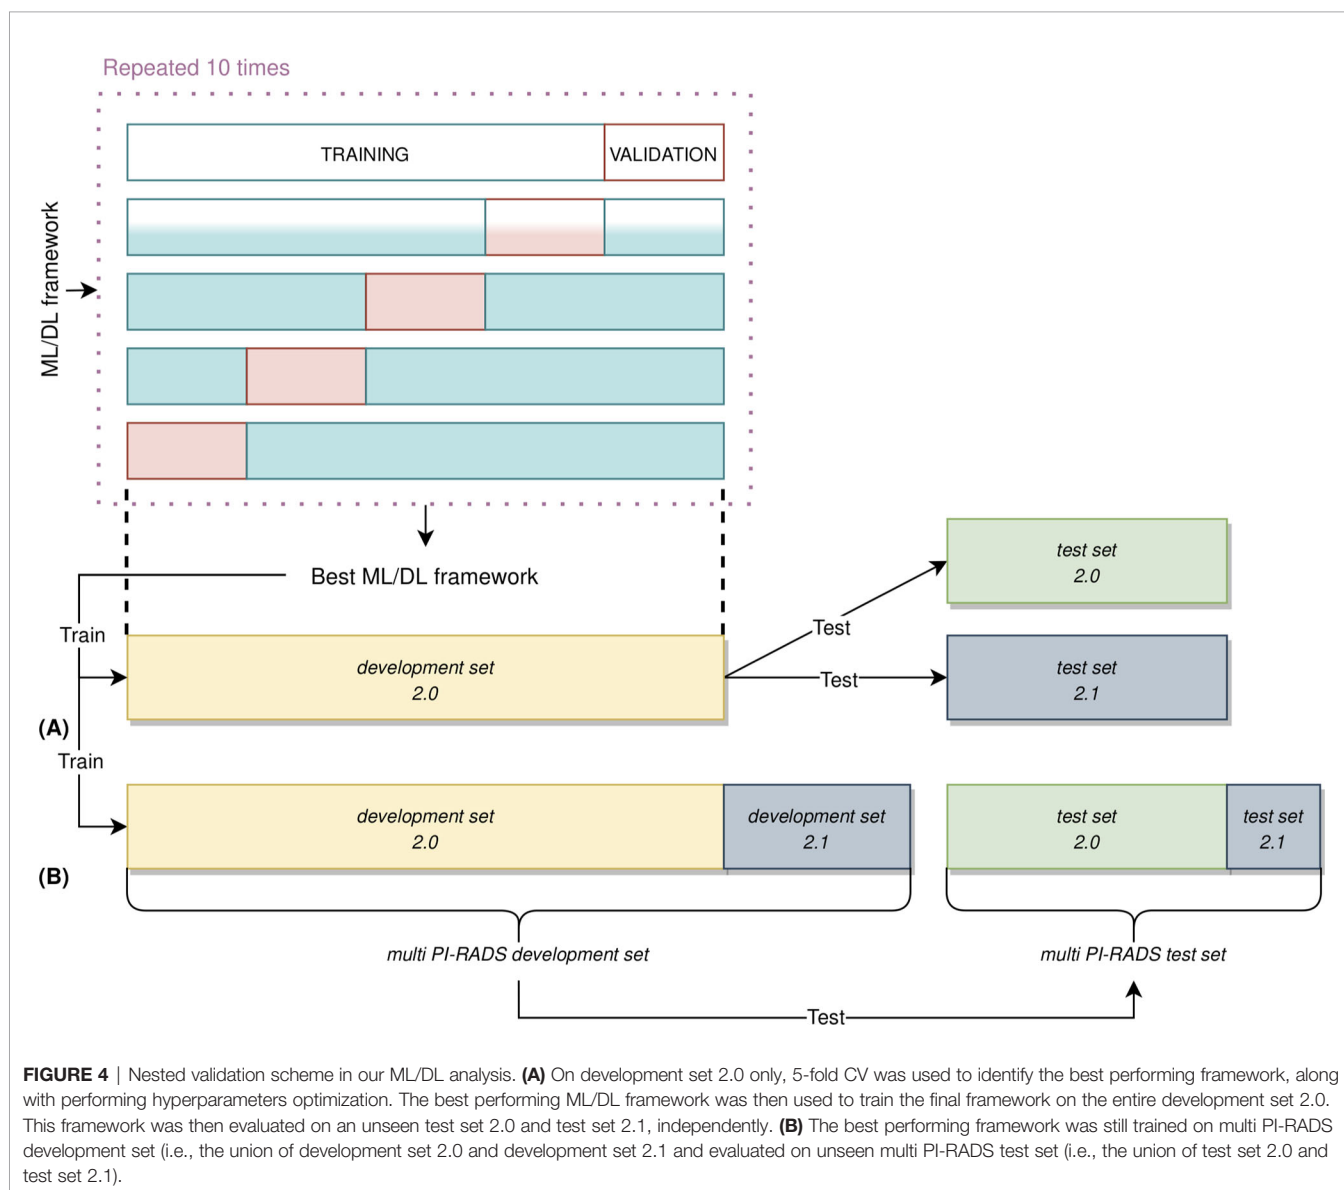 Repeated 10 times
TRAINING
VALIDATION
ML/DL framework
Best ML/DL framework
Train
development set
2.0
Test
test set
2.0
Test
test set
2.1
(A)
Train
development set
2.0
development set
2.1
test set
2.0
test set
2.1
(B)
multi PI-RADS development set
multi PI-RADS test set
Test
FIGURE 4 | Nested validation scheme in our ML/DL analysis. (A) On development set 2.0 only, 5-fold CV was used to identify the best performing framework, along
with performing hyperparameters optimization. The best performing ML/DL framework was then used to train the final framework on the entire development set 2.0.
This framework was then evaluated on an unseen test set 2.0 and test set 2.1, independently. (B) The best performing framework was still trained on multi PI-RADS
development set (i.e., the union of development set 2.0 and development set 2.1 and evaluated on unseen multi PI-RADS test set (i.e., the union of test set 2.0 and
test set 2.1).